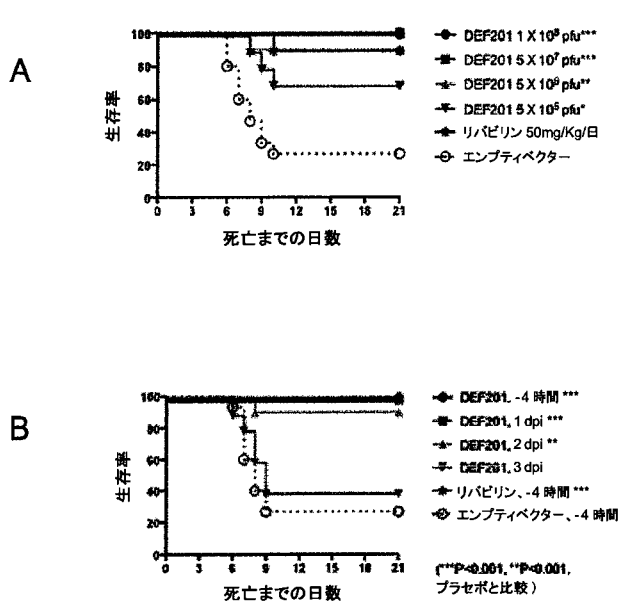 A
生存率
100
80
60
40
20
0
0 3 6 9 12 15 18 21
死亡までの日数
DEF201 1 X 10⁸ pfu***
DEF201 5 X 10⁷ pfu***
DEF201 5 X 10⁶ pfu**
DEF201 5 X 10⁵ pfu*
リバビリン 50mg/Kg/日
エンプティベクター
B
生存率
100
80
60
40
20
0
0 3 6 9 12 15 18 21
死亡までの日数
DEF201, -4 時間 ***
DEF201, 1 dpi ***
DEF201, 2 dpi **
DEF201, 3 dpi
リバビリン、-4 時間 ***
エンプティベクター、-4 時間
(***P<0.001, **P<0.001,
プラセボと比較 )